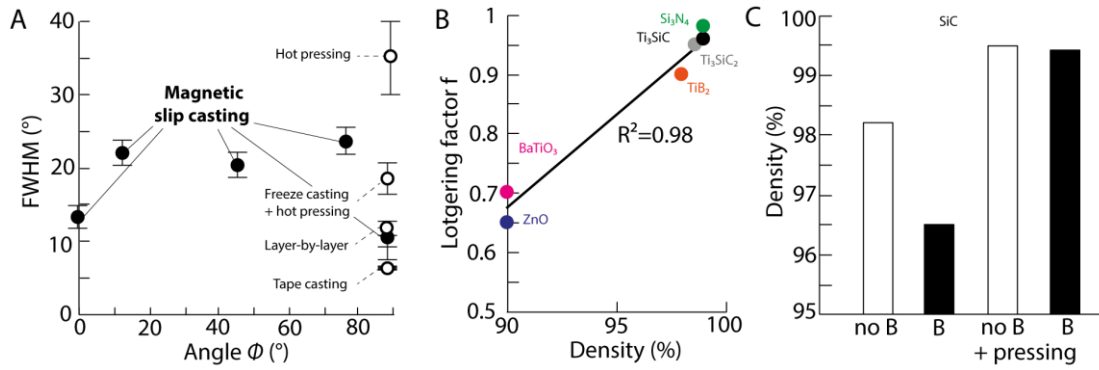 A
FWHM (°)
40
30
20
10
0
0
20
40
60
80
Angle Φ (°)
Hot pressing
Magnetic
slip casting
Freeze casting
+ hot pressing
Layer-by-layer
Tape casting
B
Lotgering factor f
1
0.9
0.8
0.7
0.6
0.5
90
95
100
Density (%)
Si₃N₄
Ti₃SiC
Ti₃SiC₂
TiB₂
R²=0.98
BaTiO₃
ZnO
C
SiC
Density (%)
100
99
98
97
96
95
no B
B
no B
B
+ pressing